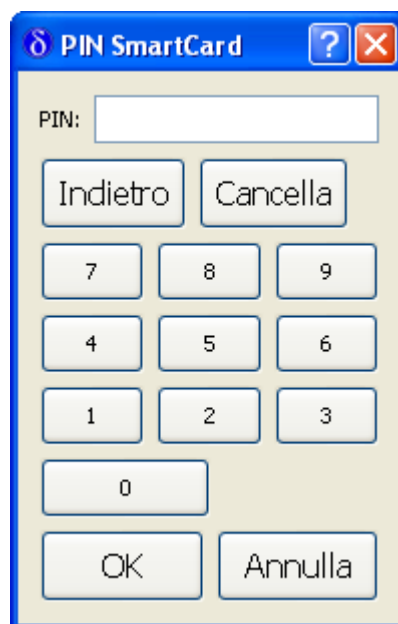 δ PIN SmartCard ?
PIN:
Indietro Cancella
7 8 9
4 5 6
1 2 3
0
OK Annulla